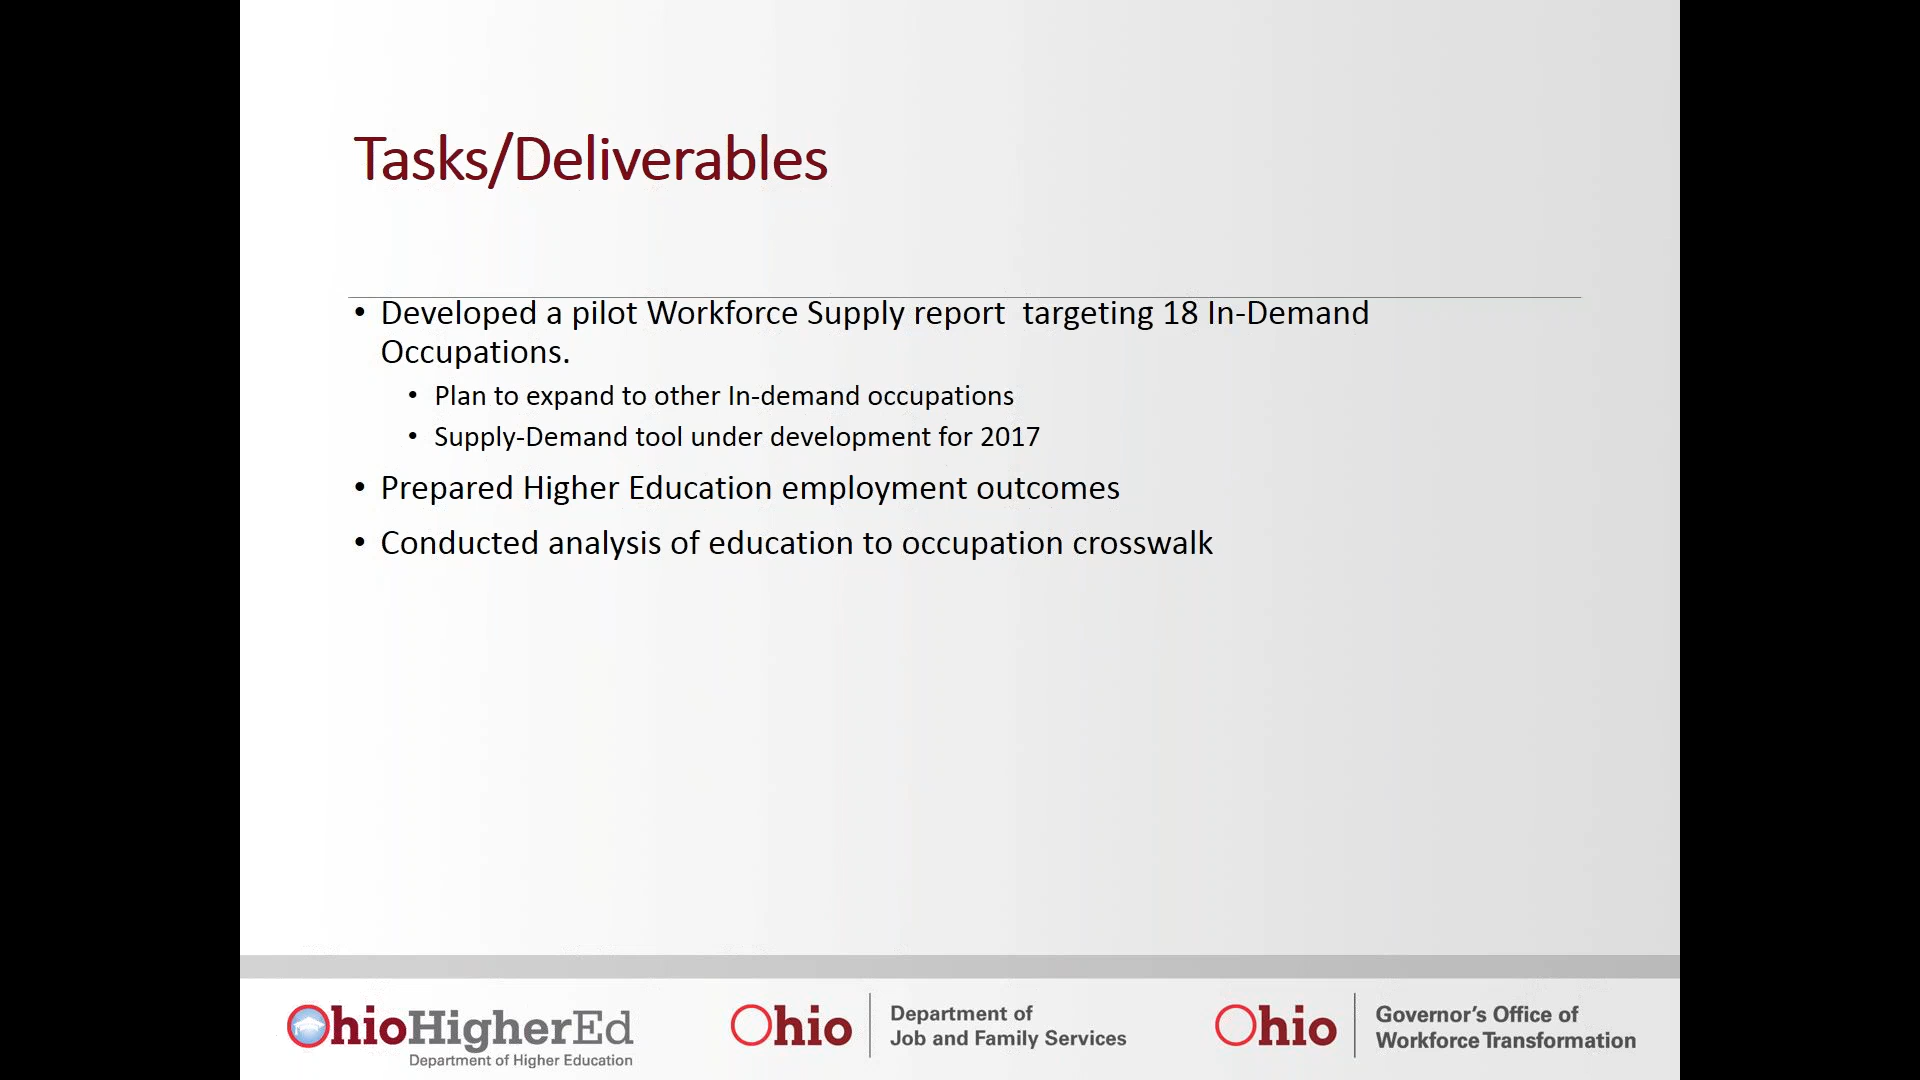 Tasks/Deliverables
• Developed a pilot Workforce Supply report  targeting 18 In-Demand
Occupations.
• Plan to expand to other In-demand occupations
• Supply-Demand tool under development for 2017
• Prepared Higher Education employment outcomes
• Conducted analysis of education to occupation crosswalk
OhioHigherEd
Department of Higher Education
Ohio
Department of
Job and Family Services
Ohio
Governor's Office of
Workforce Transformation